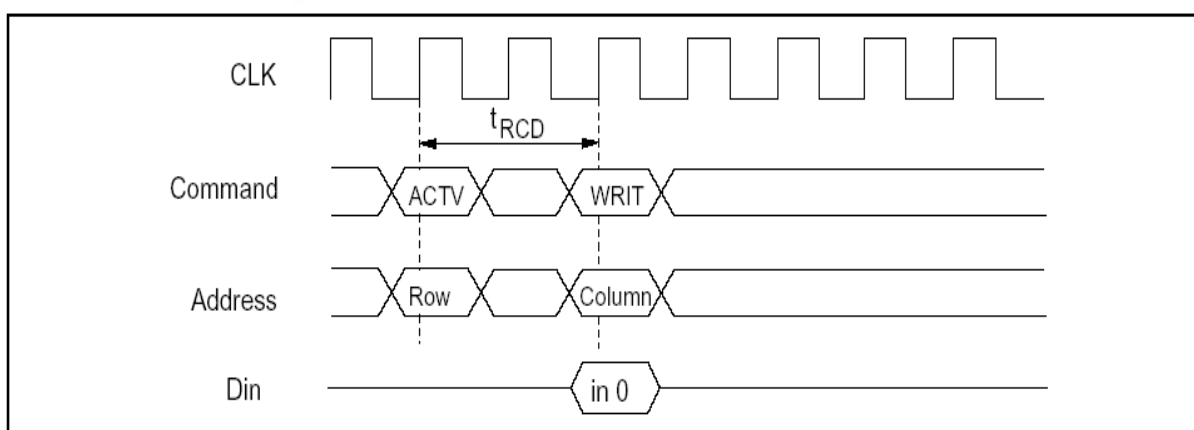 CLK
tRCD
Command ACTV WRIT
Address Row Column
Din in 0